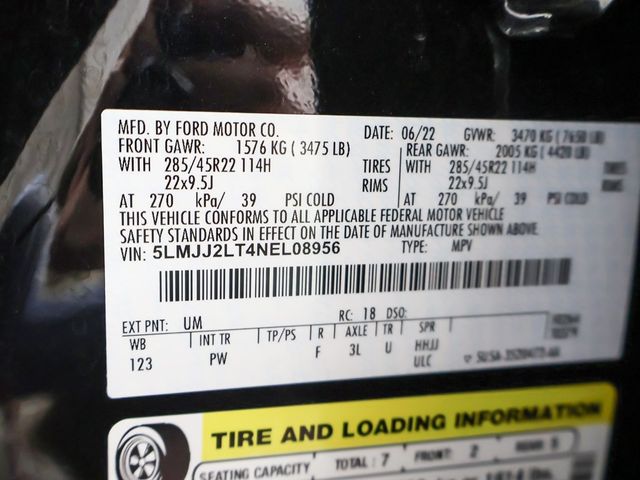 MFD. BY FORD MOTOR CO. DATE: 06/22 GVWR: 3470 KG (7650 LB)
FRONT GAWR: 1576 KG (3475 LB) REAR GAWR: 2005 KG (4420 LB)
WITH 285/45R22 114H TIRES WITH 285/45R22 114H TIRES
22x9.5J RIMS 22x9.5J RIMS
AT 270 kPa/ 39 PSI COLD AT 270 kPa/ 39 PSI COLD
THIS VEHICLE CONFORMS TO ALL APPLICABLE FEDERAL MOTOR VEHICLE
SAFETY STANDARDS IN EFFECT ON THE DATE OF MANUFACTURE SHOWN ABOVE.
VIN: 5LMJJ2LT4NEL08956 TYPE: MPV
EXT PNT: UM RC: 18 DSO:
WB INT TR TP/PS R AXLE TR SPR
123 PW F 3L U HHJJ
ULC
TIRE AND LOADING INFORMATION
SEATING CAPACITY TOTAL: 7 FRONT: 2 REAR: 5